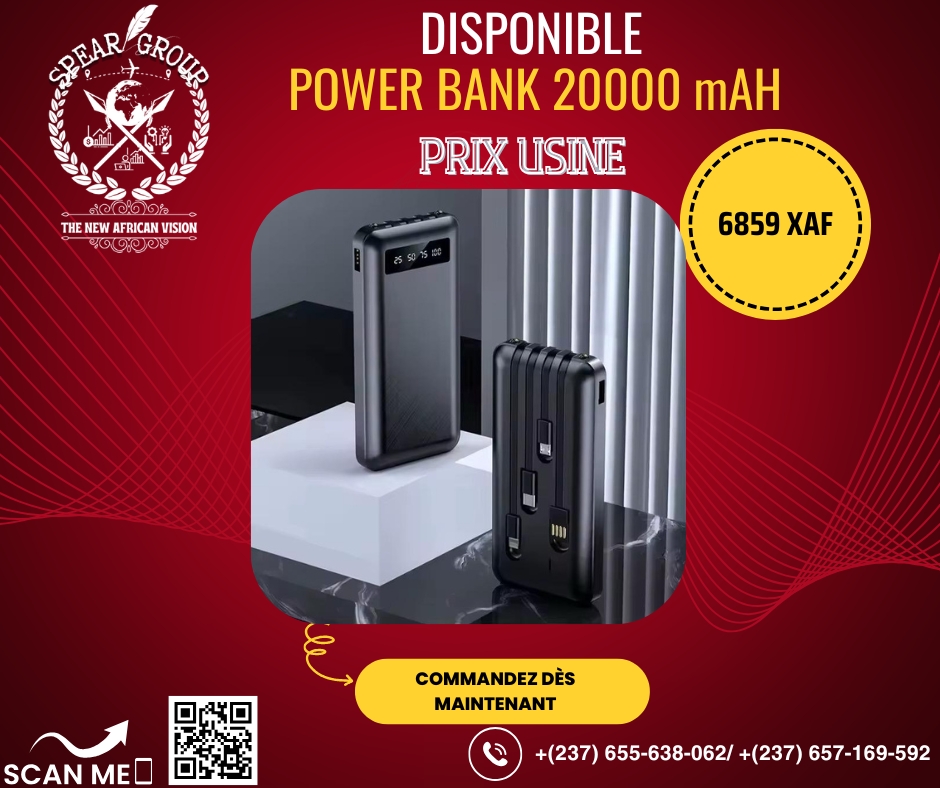 SPEAR GROUP
THE NEW AFRICAN VISION
DISPONIBLE
POWER BANK 20000 mAH
PRIX USINE
6859 XAF
25 50 75 100
COMMANDEZ DÈS
MAINTENANT
SCAN ME
+(237) 655-638-062/ +(237) 657-169-592